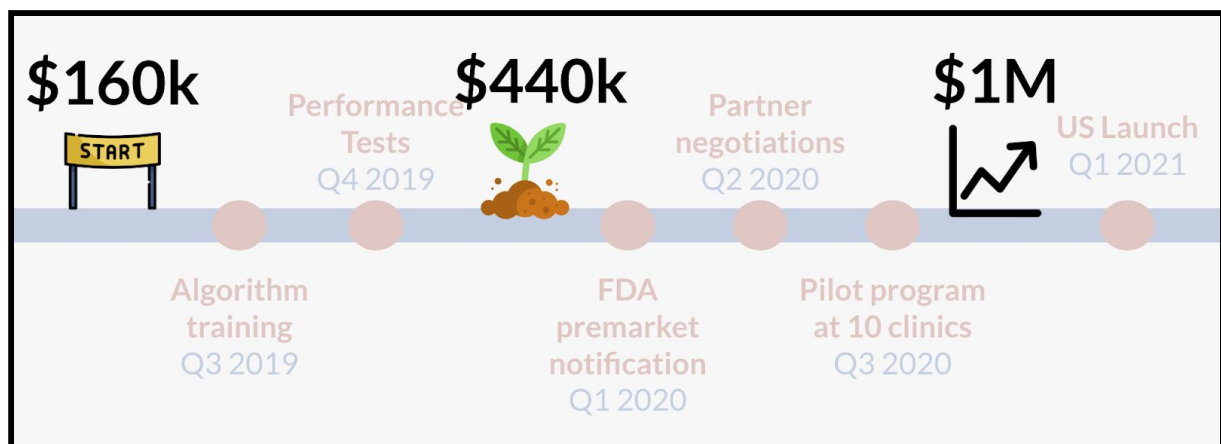 $160k
START
Algorithm
training
Q3 2019
Performance
Tests
Q4 2019
$440k
FDA
premarket
notification
Q1 2020
Partner
negotiations
Q2 2020
Pilot program
at 10 clinics
Q3 2020
$1M
US Launch
Q1 2021